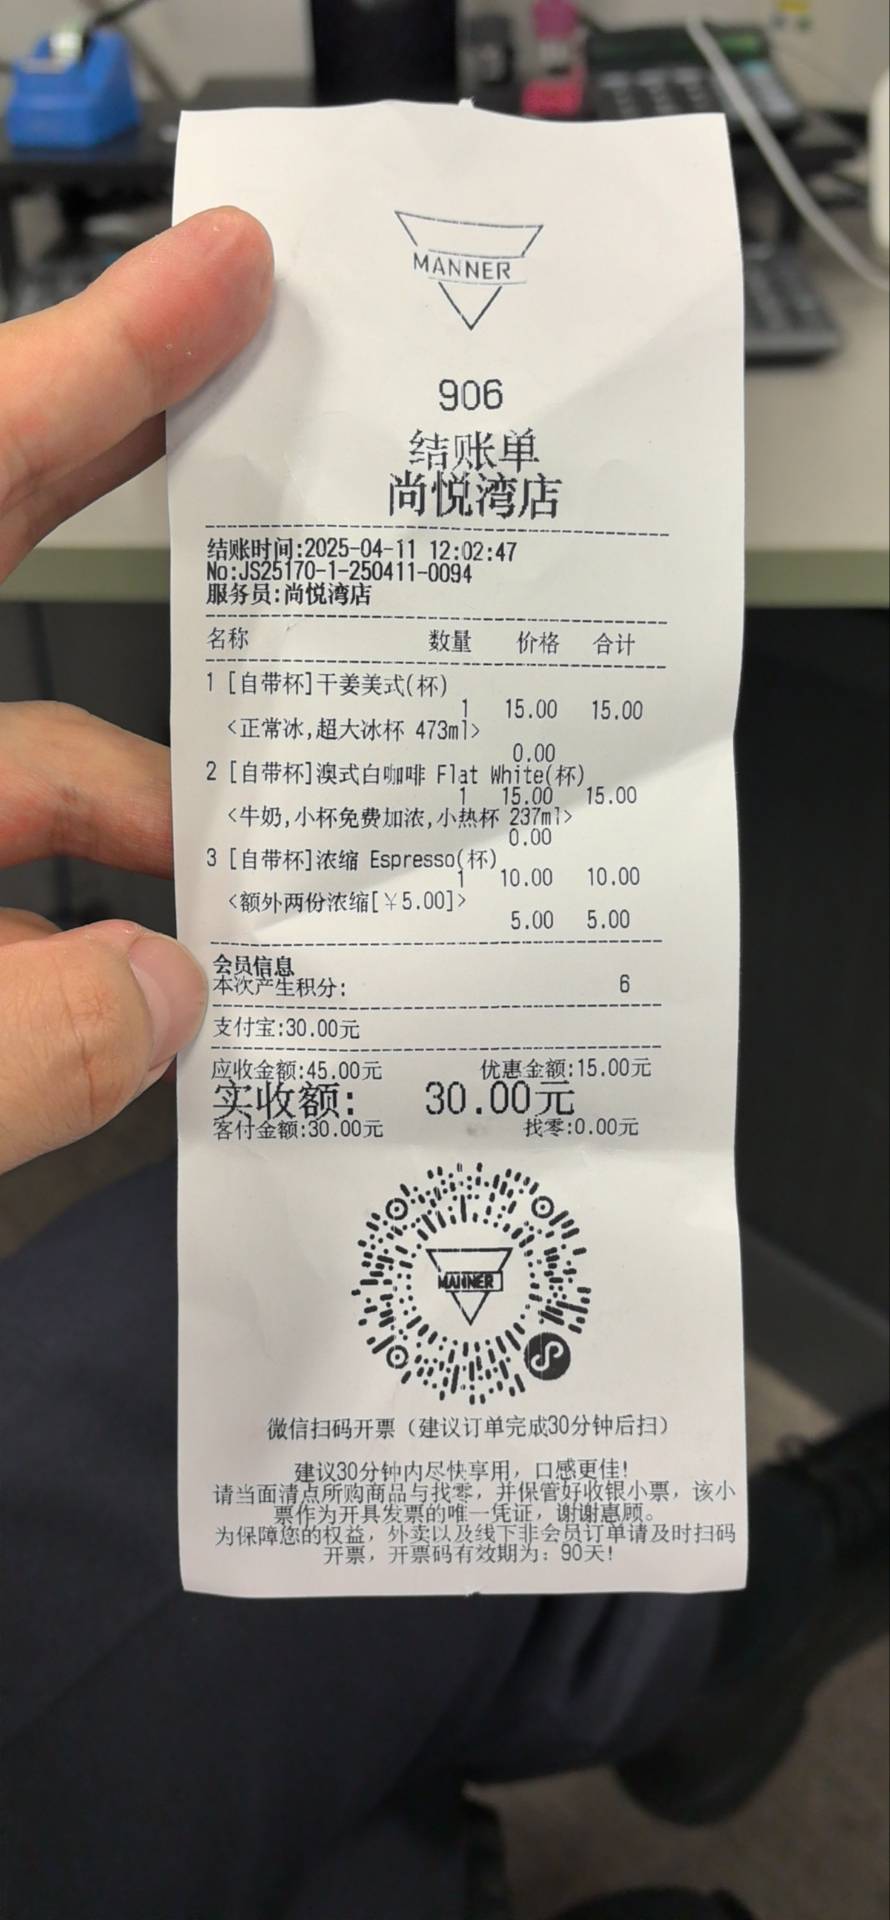 MANNER
906
结账单
尚悦湾店
结账时间:2025-04-11 12:02:47
No:JS25170-1-250411-0094
服务员:尚悦湾店
名称 数量 价格 合计
1 [自带杯]干姜美式(杯)
1 15.00 15.00
<正常冰,超大冰杯 473ml>
0.00
2 [自带杯]澳式白咖啡 Flat White(杯)
1 15.00 15.00
<牛奶,小杯免费加浓,小热杯 237ml>
0.00
3 [自带杯]浓缩 Espresso(杯)
1 10.00 10.00
<额外两份浓缩[¥5.00]>
5.00 5.00
会员信息
本次产生积分: 6
支付宝:30.00元
应收金额:45.00元 优惠金额:15.00元
实收额: 30.00元
客付金额:30.00元 找零:0.00元
MANNER
微信扫码开票（建议订单完成30分钟后扫）
建议30分钟内尽快享用，口感更佳!
请当面清点所购商品与找零，并保管好收银小票，该小
票作为开具发票的唯一凭证，谢谢惠顾。
为保障您的权益，外卖以及线下非会员订单请及时扫码
开票，开票码有效期为：90天!